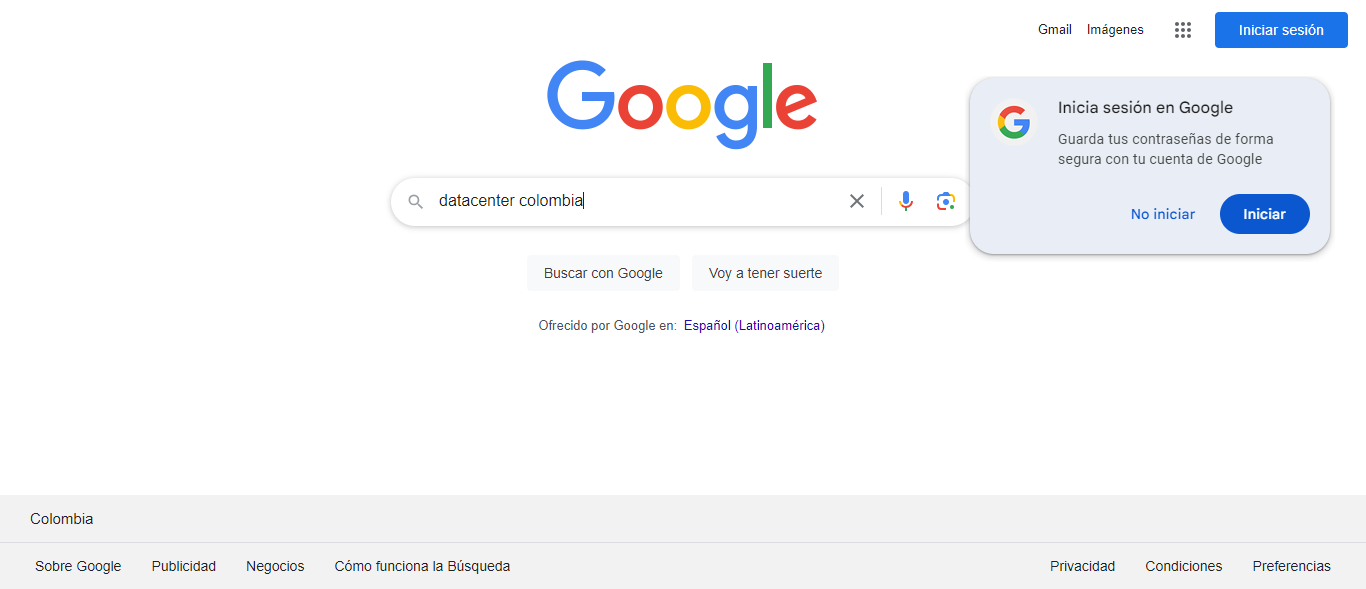 Gmail Imágenes Iniciar sesión
Google
Inicia sesión en Google
Guarda tus contraseñas de forma
segura con tu cuenta de Google
No iniciar Iniciar
datacenter colombia
Buscar con Google Voy a tener suerte
Ofrecido por Google en: Español (Latinoamérica)
Colombia
Sobre Google Publicidad Negocios Cómo funciona la Búsqueda Privacidad Condiciones Preferencias